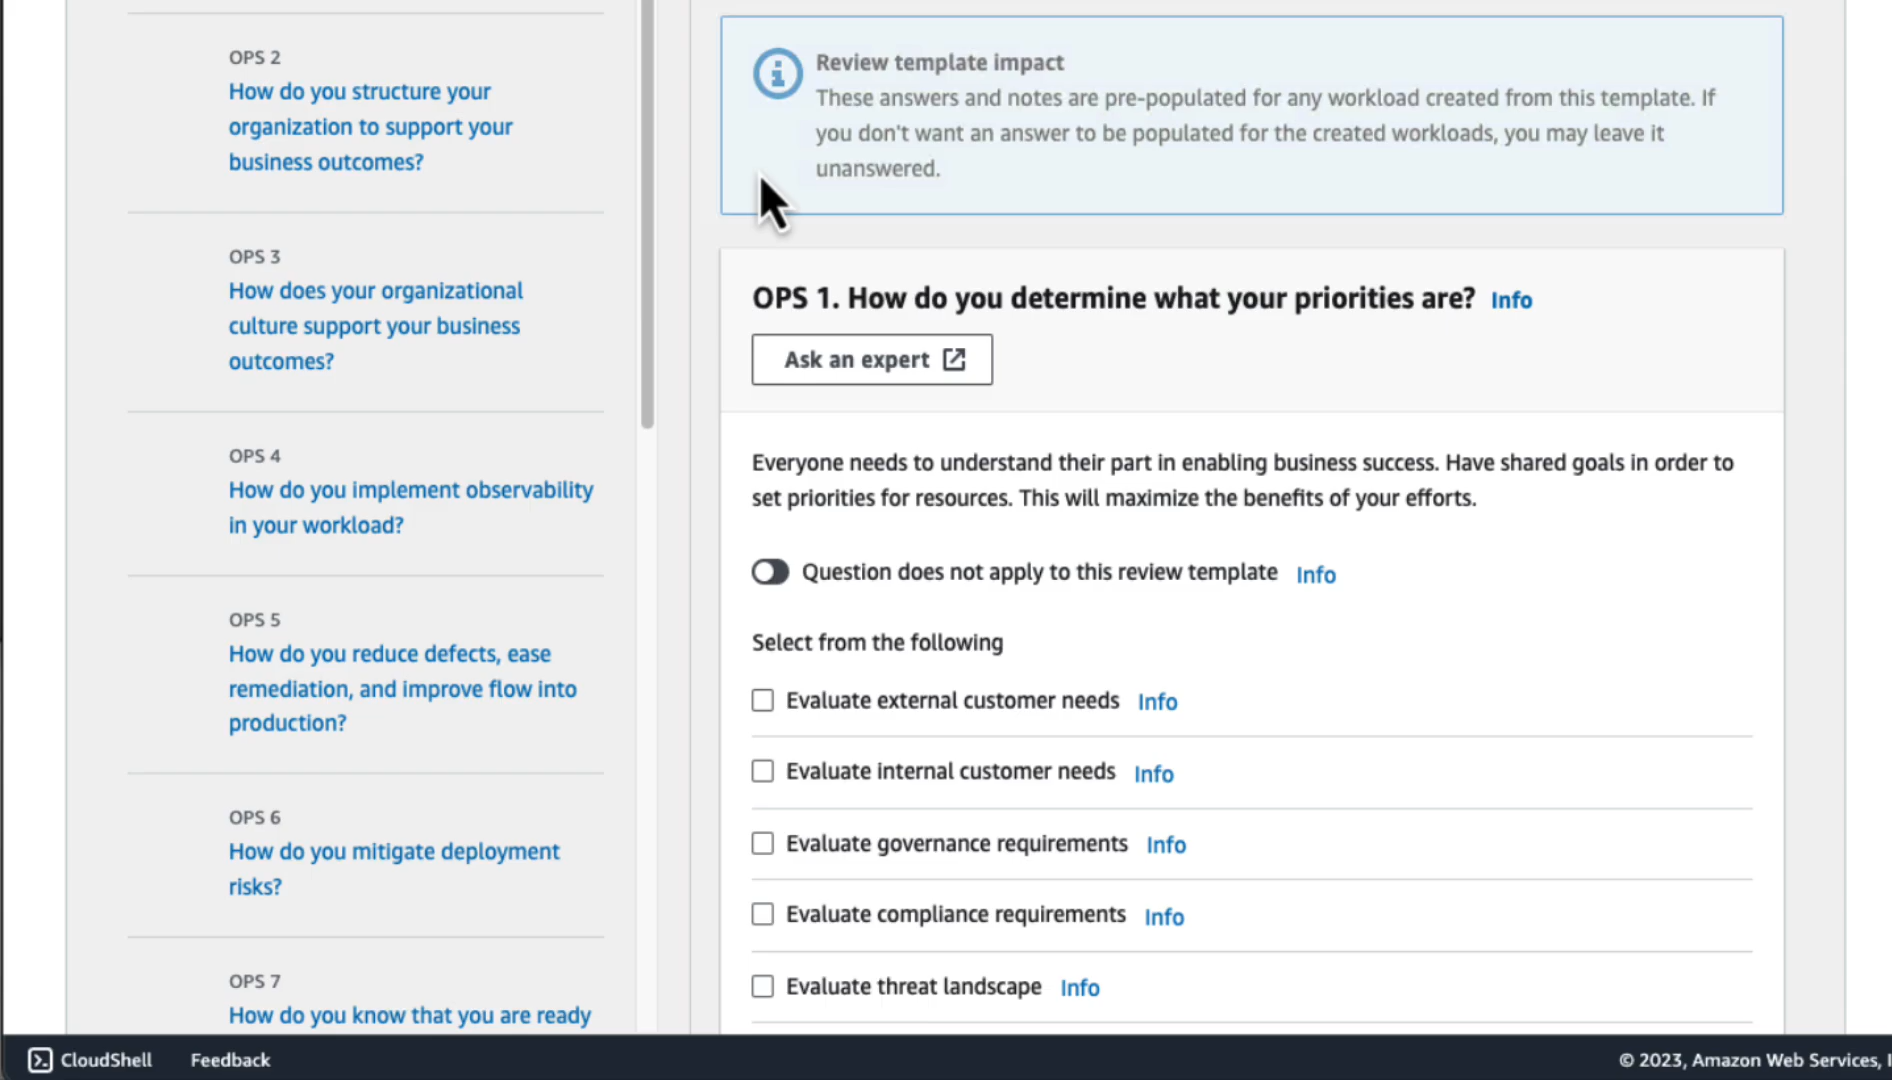 OPS 2
How do you structure your
organization to support your
business outcomes?
OPS 3
How does your organizational
culture support your business
outcomes?
OPS 4
How do you implement observability
in your workload?
OPS 5
How do you reduce defects, ease
remediation, and improve flow into
production?
OPS 6
How do you mitigate deployment
risks?
OPS 7
How do you know that you are ready
Review template impact
These answers and notes are pre-populated for any workload created from this template. If
you don't want an answer to be populated for the created workloads, you may leave it
unanswered.
OPS 1. How do you determine what your priorities are? Info
Ask an expert
Everyone needs to understand their part in enabling business success. Have shared goals in order to
set priorities for resources. This will maximize the benefits of your efforts.
Question does not apply to this review template Info
Select from the following
Evaluate external customer needs Info
Evaluate internal customer needs Info
Evaluate governance requirements Info
Evaluate compliance requirements Info
Evaluate threat landscape Info
CloudShell Feedback © 2023, Amazon Web Services,